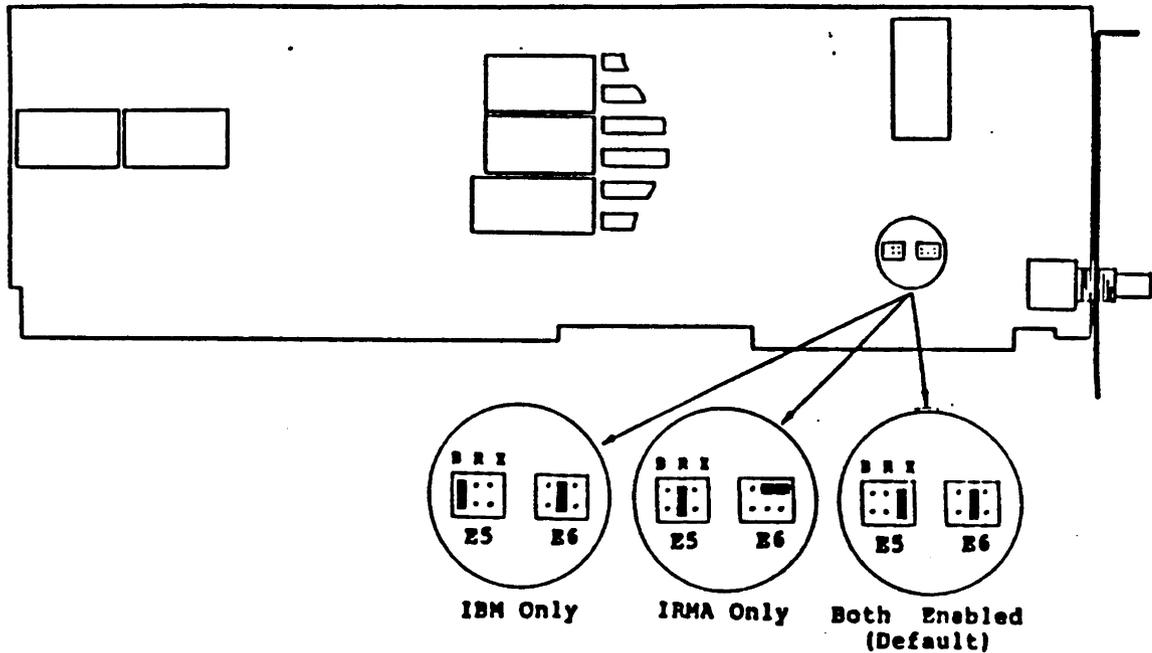 B R X
E5 E6
IBM Only
B R X
E5 E6
IRMA Only
B R X
E5 E6
Both Enabled
(Default)